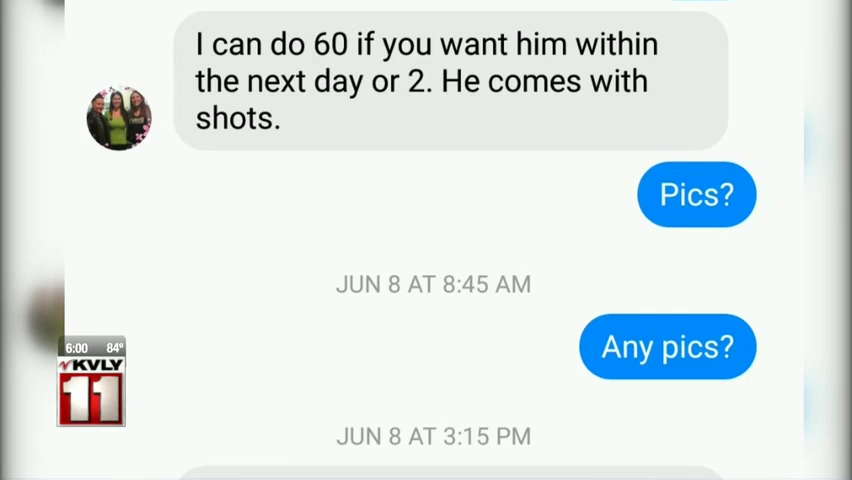 I can do 60 if you want him within
the next day or 2. He comes with
shots.
Pics?
JUN 8 AT 8:45 AM
Any pics?
6:00 84°
KVLY
11
JUN 8 AT 3:15 PM